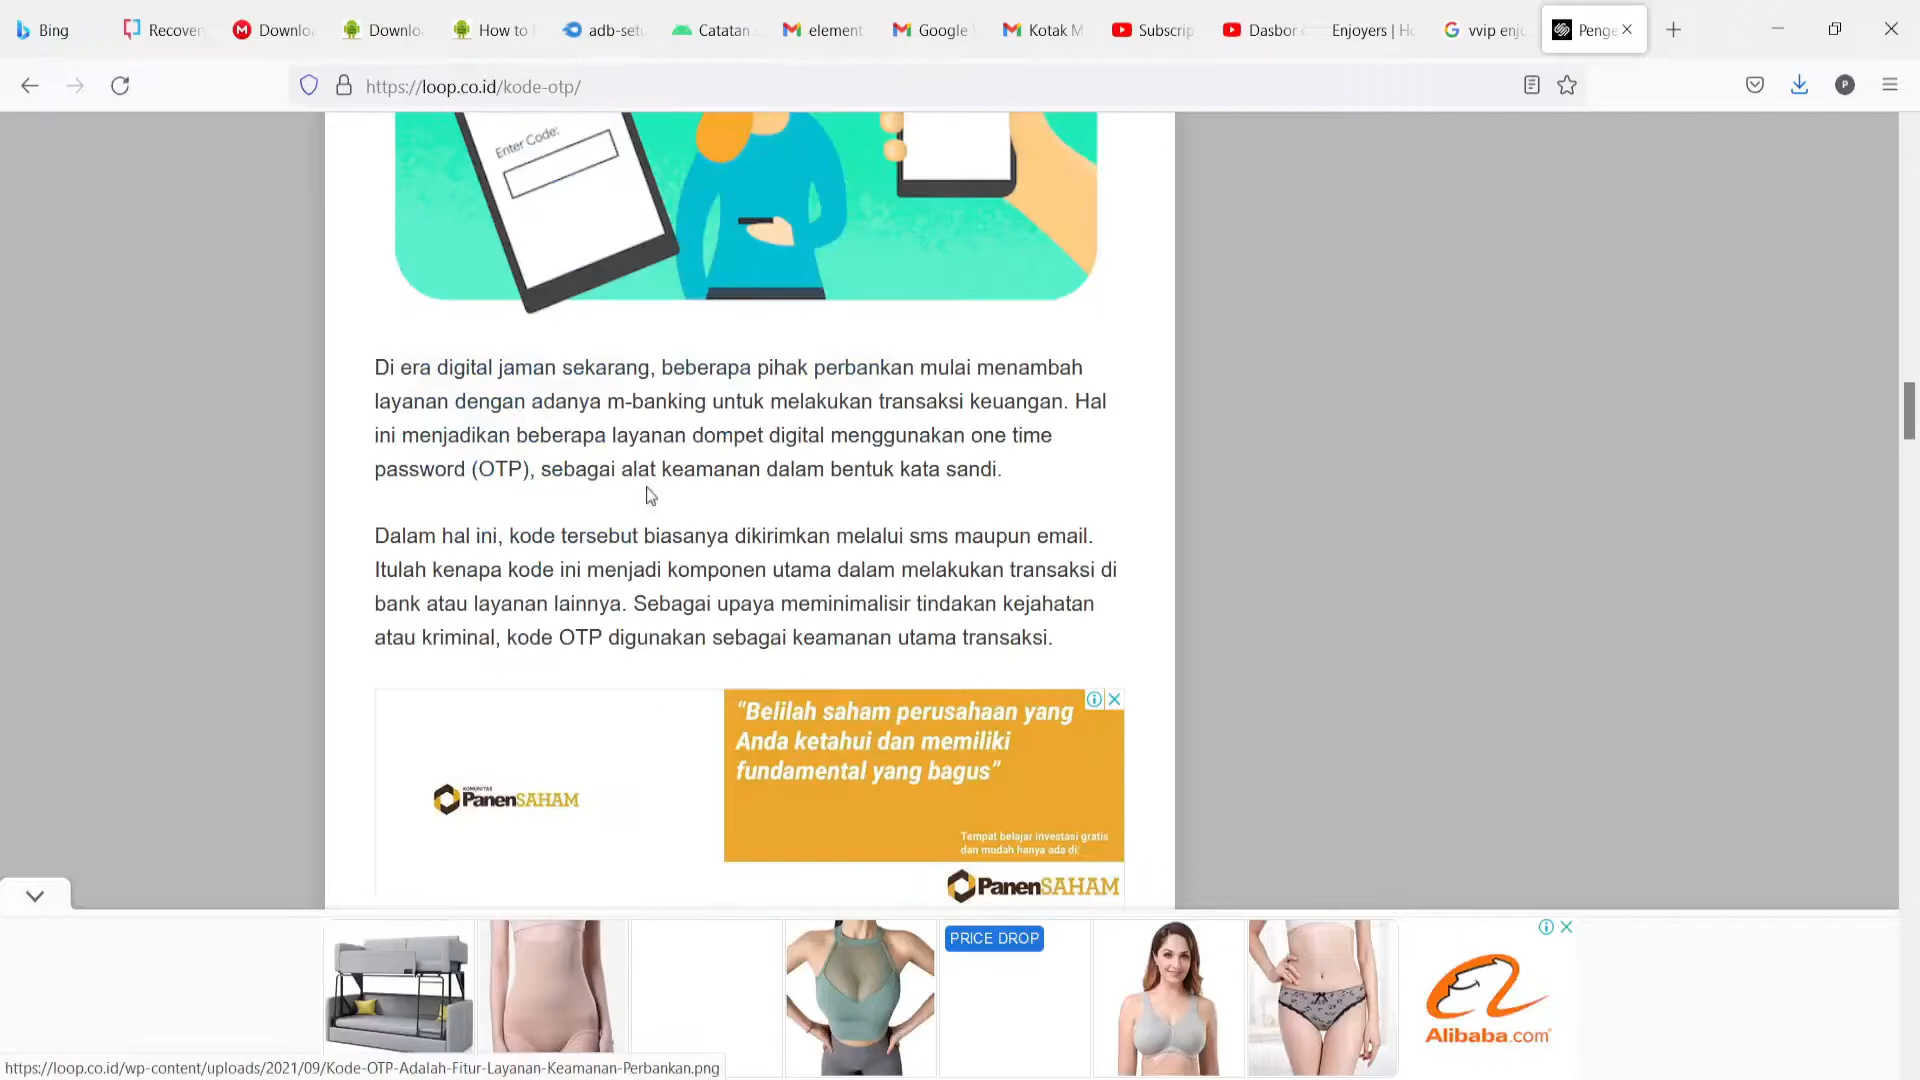 Bing
Recover
Downlo
Downlo
How to
adb-setu
Catatan
element
Google
Kotak M
Subscrip
Dasbor
Enjoyers | Ho
vvip enjo
Penge
https://loop.co.id/kode-otp/
P
Enter Code:
Di era digital jaman sekarang, beberapa pihak perbankan mulai menambah
layanan dengan adanya m-banking untuk melakukan transaksi keuangan. Hal
ini menjadikan beberapa layanan dompet digital menggunakan one time
password (OTP), sebagai alat keamanan dalam bentuk kata sandi.
Dalam hal ini, kode tersebut biasanya dikirimkan melalui sms maupun email.
Itulah kenapa kode ini menjadi komponen utama dalam melakukan transaksi di
bank atau layanan lainnya. Sebagai upaya meminimalisir tindakan kejahatan
atau kriminal, kode OTP digunakan sebagai keamanan utama transaksi.
KOMUNITAS
PanenSAHAM
“Belilah saham perusahaan yang
Anda ketahui dan memiliki
fundamental yang bagus”
Tempat belajar investasi gratis
dan mudah hanya ada di:
PanenSAHAM
PRICE DROP
Alibaba.com
https://loop.co.id/wp-content/uploads/2021/09/Kode-OTP-Adalah-Fitur-Layanan-Keamanan-Perbankan.png